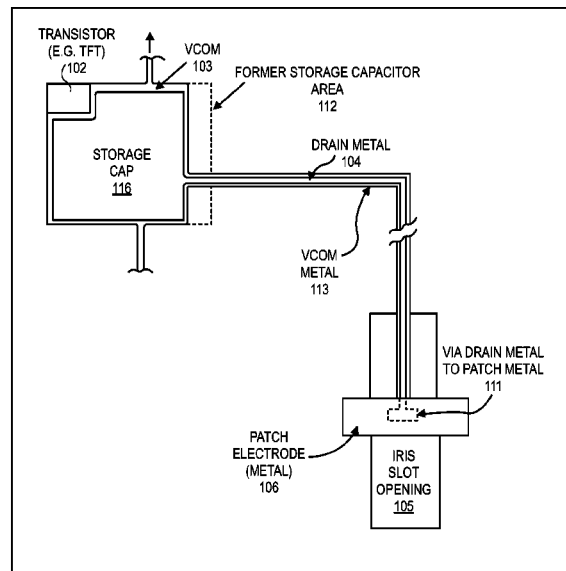 TRANSISTOR
(E.G. TFT)
102
VCOM
103
FORMER STORAGE CAPACITOR
AREA
112
STORAGE
CAP
116
DRAIN METAL
104
VCOM
METAL
113
VIA DRAIN METAL
TO PATCH METAL
111
PATCH
ELECTRODE
(METAL)
106
IRIS
SLOT
OPENING
105